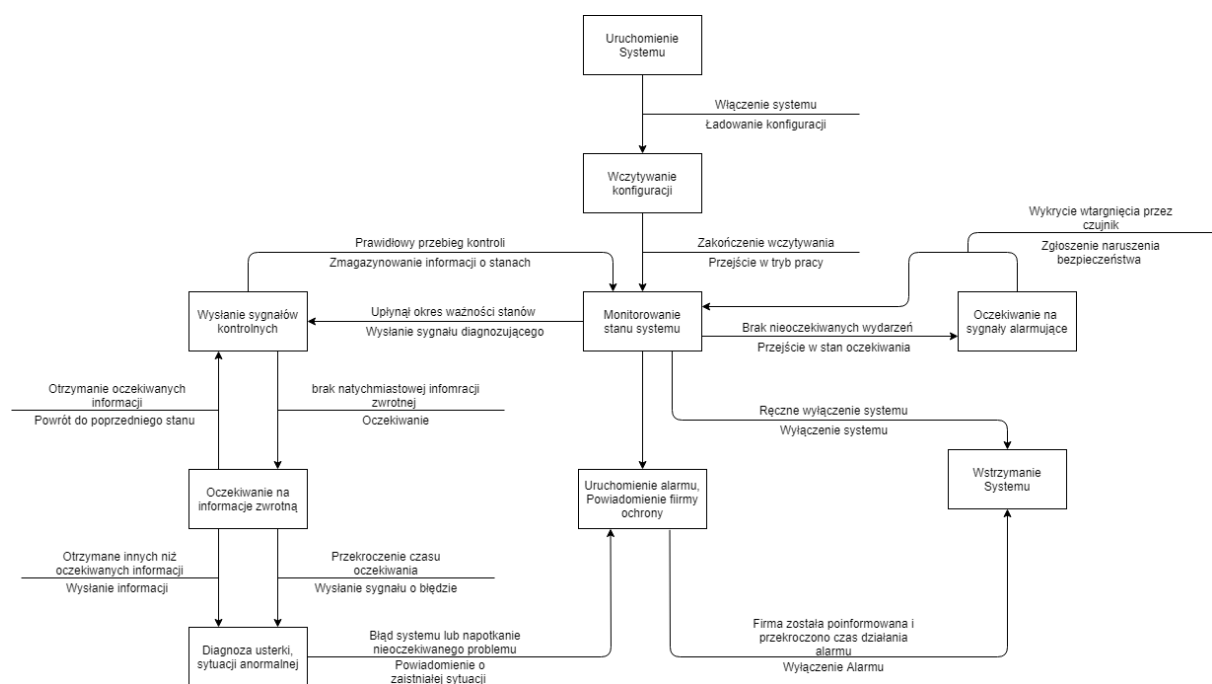 Uruchomienie
Systemu
Włączenie systemu
Ładowanie konfiguracji
Wczytywanie
konfiguracji
Wykrycie wtargnięcia przez
czujnik
Zgłoszenie naruszenia
bezpieczeństwa
Prawidłowy przebieg kontroli
Zmagazynowanie informacji o stanach
Zakończenie wczytywania
Przejście w tryb pracy
Wysłanie sygnałów
kontrolnych
Upłynął okres ważności stanów
Wysłanie sygnału diagnozującego
Monitorowanie
stanu systemu
Brak nieoczekiwanych wydarzeń
Przejście w stan oczekiwania
Oczekiwanie na
sygnały alarmujące
Otrzymanie oczekiwanych
informacji
Powrót do poprzedniego stanu
brak natychmiastowej infomracji
zwrotnej
Oczekiwanie
Ręczne wyłączenie systemu
Wyłączenie systemu
Oczekiwanie na
informacje zwrotną
Uruchomienie alarmu,
Powiadomienie fiirmy
ochrony
Wstrzymanie
Systemu
Otrzymane innych niż
oczekiwanych informacji
Wysłanie informacji
Przekroczenie czasu
oczekiwania
Wysłanie sygnału o błędzie
Diagnoza usterki,
sytuacji anormalnej
Błąd systemu lub napotkanie
nieoczekiwanego problemu
Powiadomienie o
zaistniałej sytuacji
Firma została poinformowana i
przekroczono czas działania
alarmu
Wyłączenie Alarmu